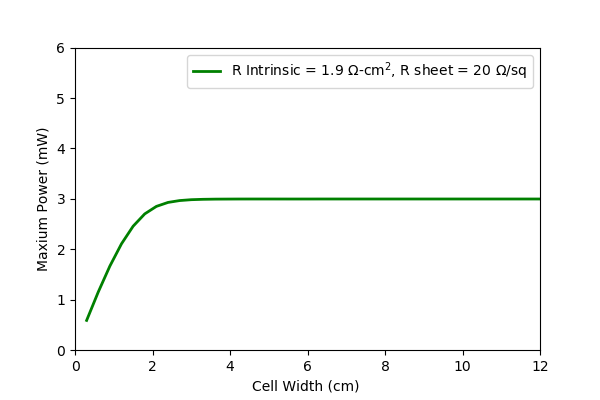 6
5
4
3
2
1
0
Maxium Power (mW)
R Intrinsic = 1.9 Ω-cm², R sheet = 20 Ω/sq
0 2 4 6 8 10 12
Cell Width (cm)